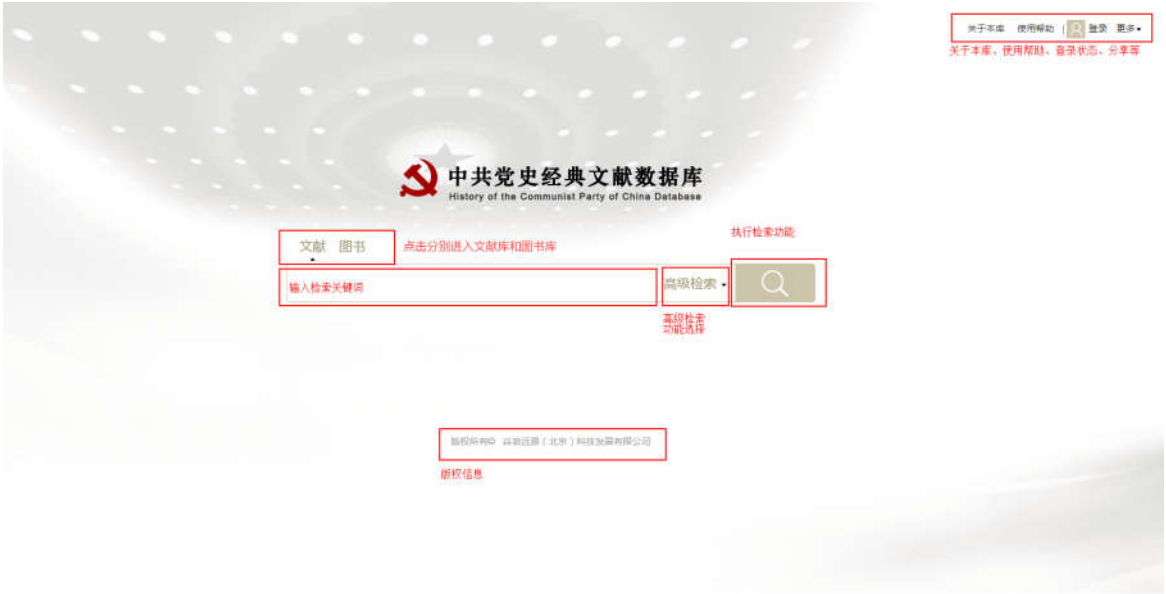 关于本库 使用帮助 | 登录 更多▾
关于本库、使用帮助、登录状态、分享等
中共党史经典文献数据库
History of the Communist Party of China Database
执行检索功能
文献 图书 点击分别进入文献库和图书库
输入检索关键词 高级检索
高级检索
功能选择
版权所有© 谷数远景（北京）科技发展有限公司
版权信息